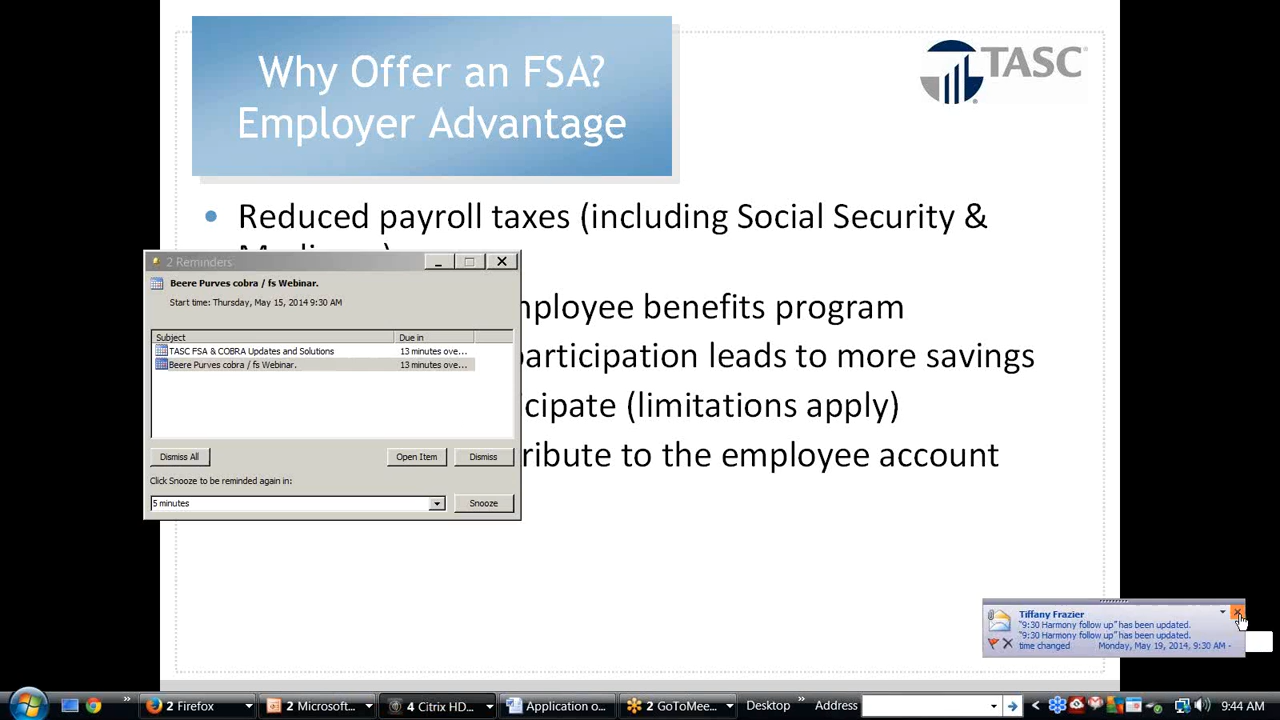 Why Offer an FSA?
Employer Advantage
TASC
Reduced payroll taxes (including Social Security &
2 Reminders
Beere Purves cobra / fs Webinar.
Start time: Thursday, May 15, 2014 9:30 AM
Subject Due in
TASC FSA & COBRA Updates and Solutions 13 minutes ove...
Beere Purves cobra / fs Webinar. 13 minutes ove...
Dismiss All Open Item Dismiss
Click Snooze to be reminded again in:
5 minutes Snooze
benefits program
participation leads to more savings
(limitations apply)
to the employee account
Tiffany Frazier
"9:30 Harmony follow up" has been updated.
"9:30 Harmony follow up" has been updated.
time changed Monday, May 19, 2014, 9:30 AM -
2 Firefox 2 Microsof... 4 Citrix HD... Application o... 2 GoToMee... Desktop Address 9:44 AM